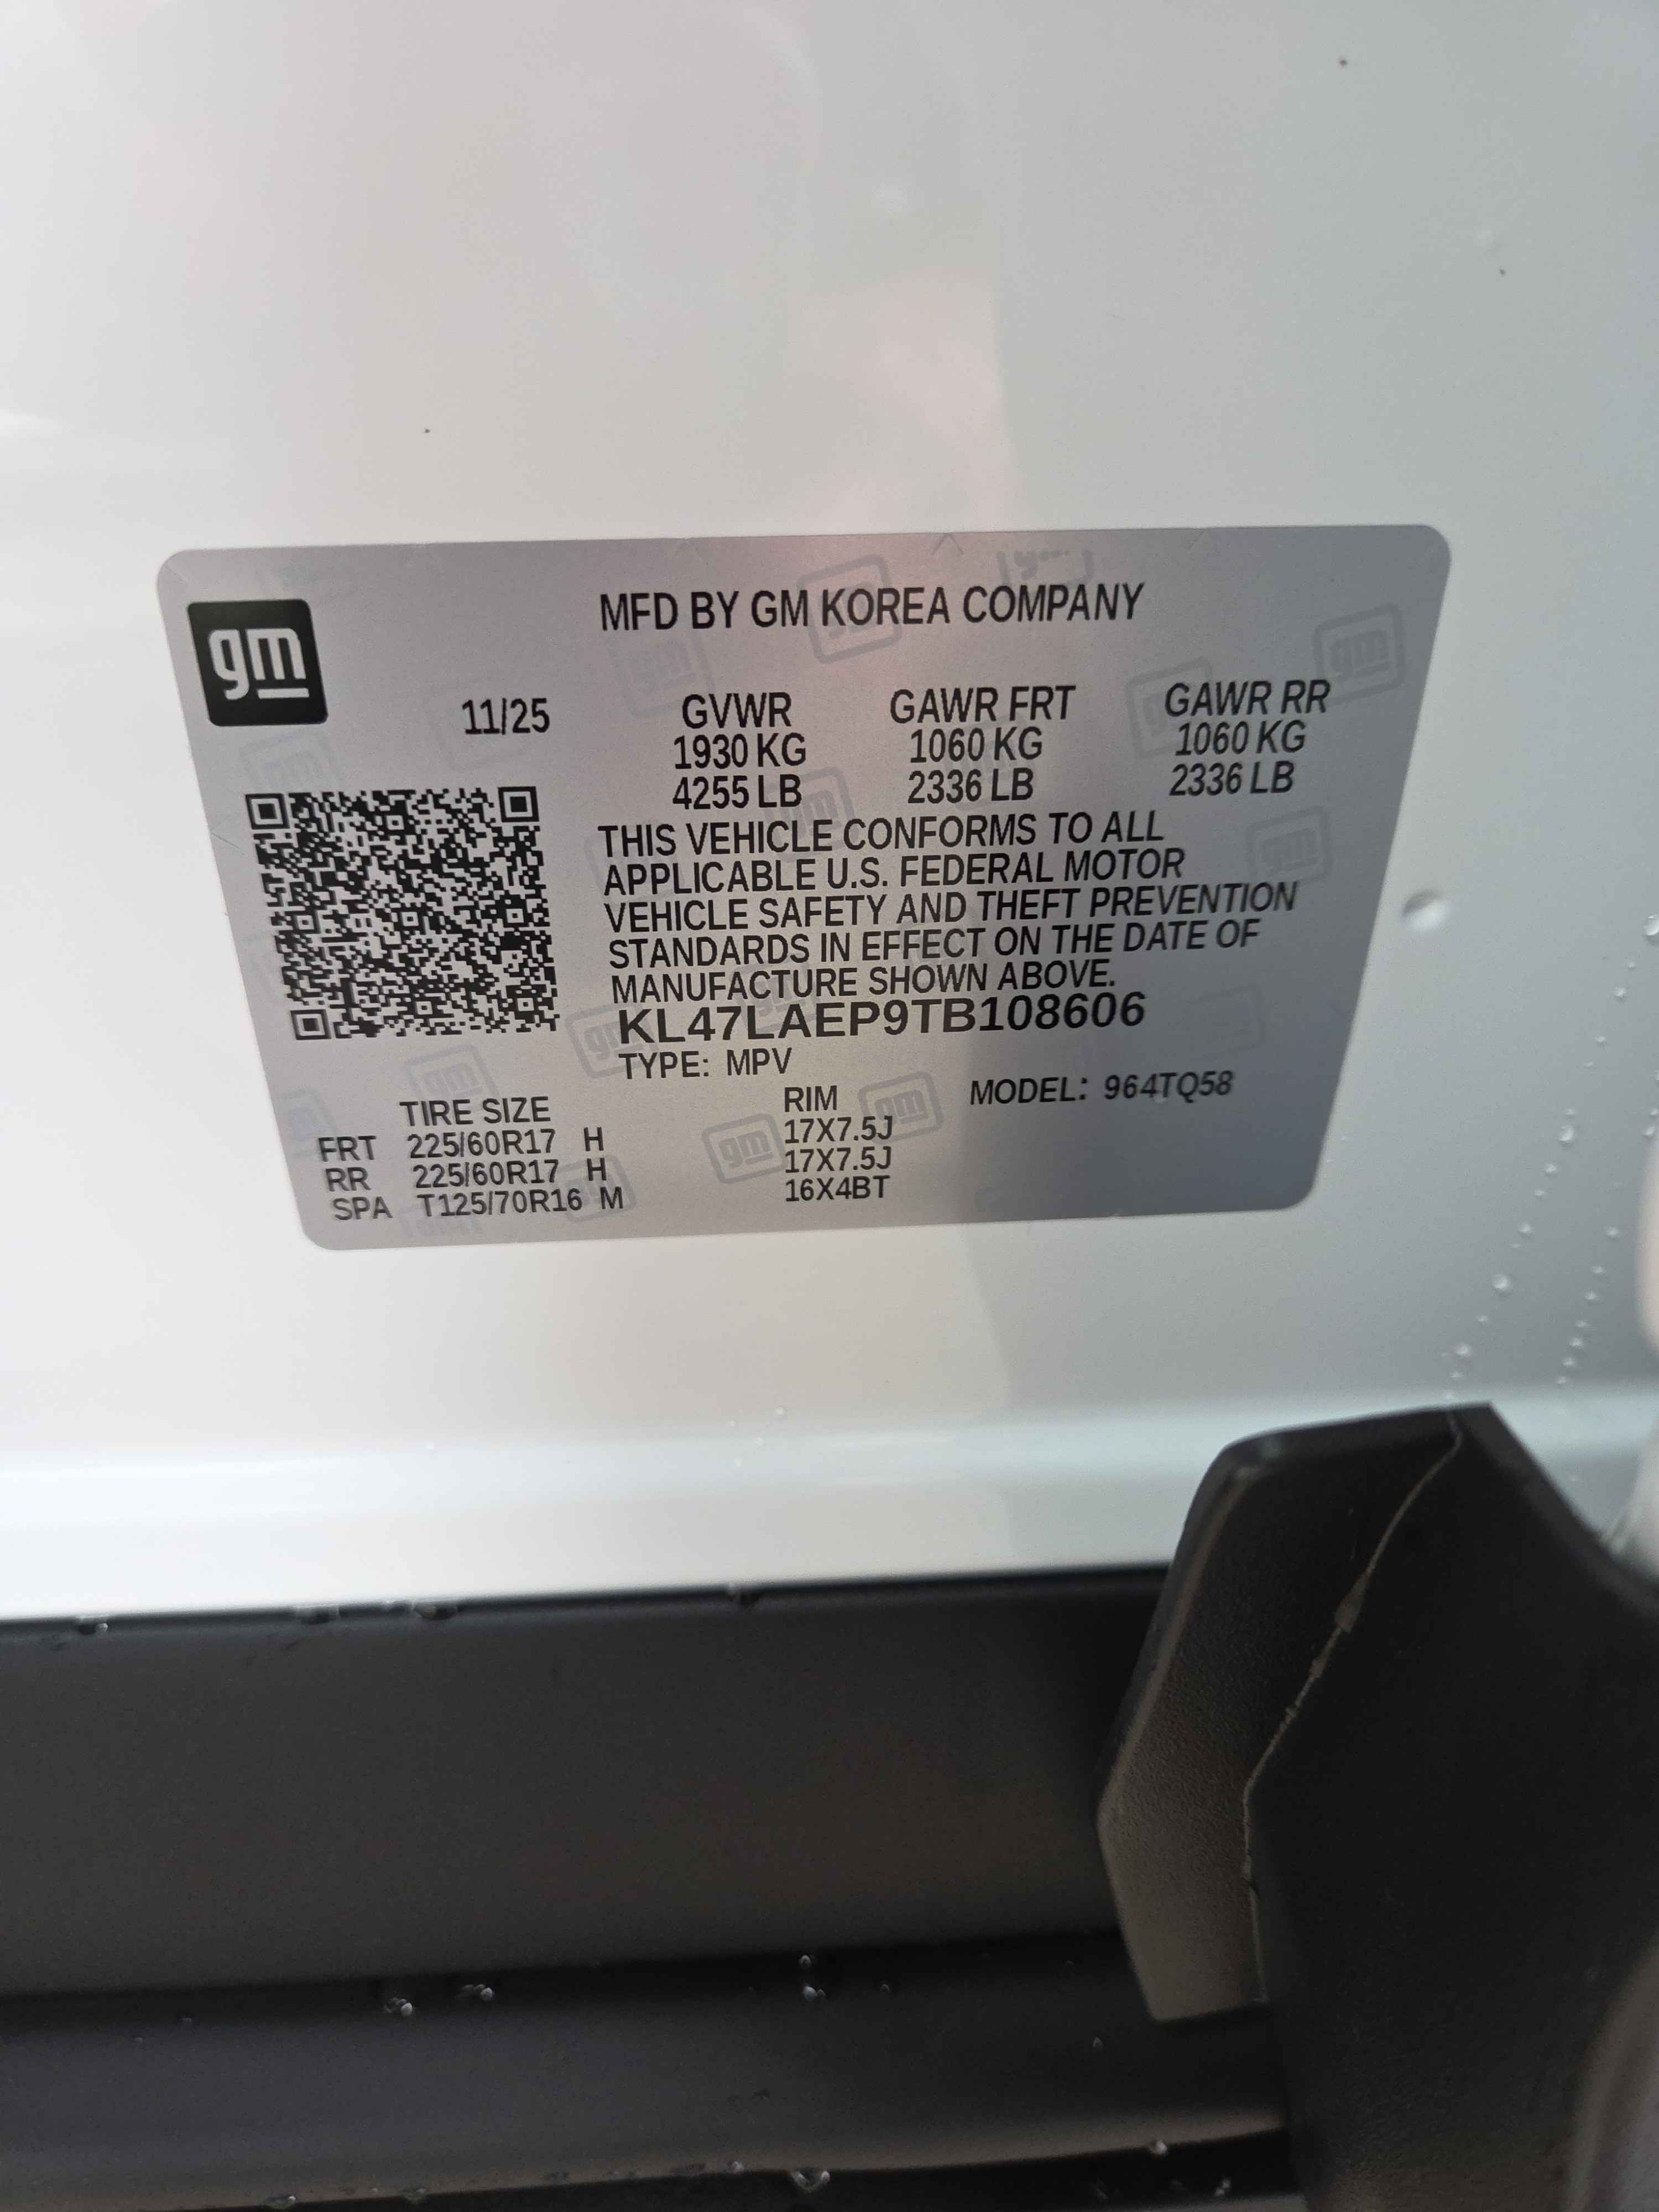 gm
MFD BY GM KOREA COMPANY
11/25 GVWR GAWR FRT GAWR RR
1930 KG 1060 KG 1060 KG
4255 LB 2336 LB 2336 LB
THIS VEHICLE CONFORMS TO ALL
APPLICABLE U.S. FEDERAL MOTOR
VEHICLE SAFETY AND THEFT PREVENTION
STANDARDS IN EFFECT ON THE DATE OF
MANUFACTURE SHOWN ABOVE.
KL47LAEP9TB108606
TYPE: MPV
TIRE SIZE RIM MODEL: 964TQ58
FRT 225/60R17 H 17X7.5J
RR 225/60R17 H 17X7.5J
SPA T125/70R16 M 16X4BT